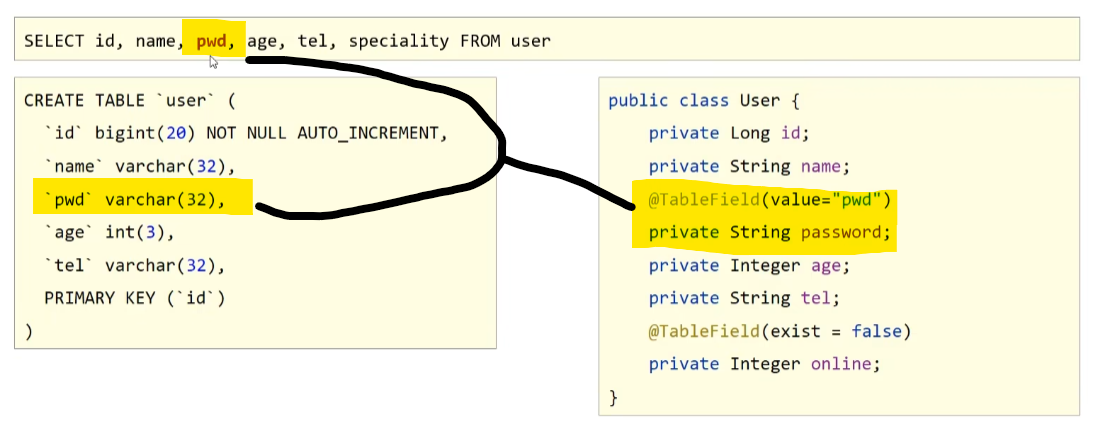 SELECT id, name, pwd, age, tel, speciality FROM user
CREATE TABLE `user` (
`id` bigint(20) NOT NULL AUTO_INCREMENT,
`name` varchar(32),
`pwd` varchar(32),
`age` int(3),
`tel` varchar(32),
PRIMARY KEY (`id`)
)
public class User {
private Long id;
private String name;
@TableField(value="pwd")
private String password;
private Integer age;
private String tel;
@TableField(exist = false)
private Integer online;
}